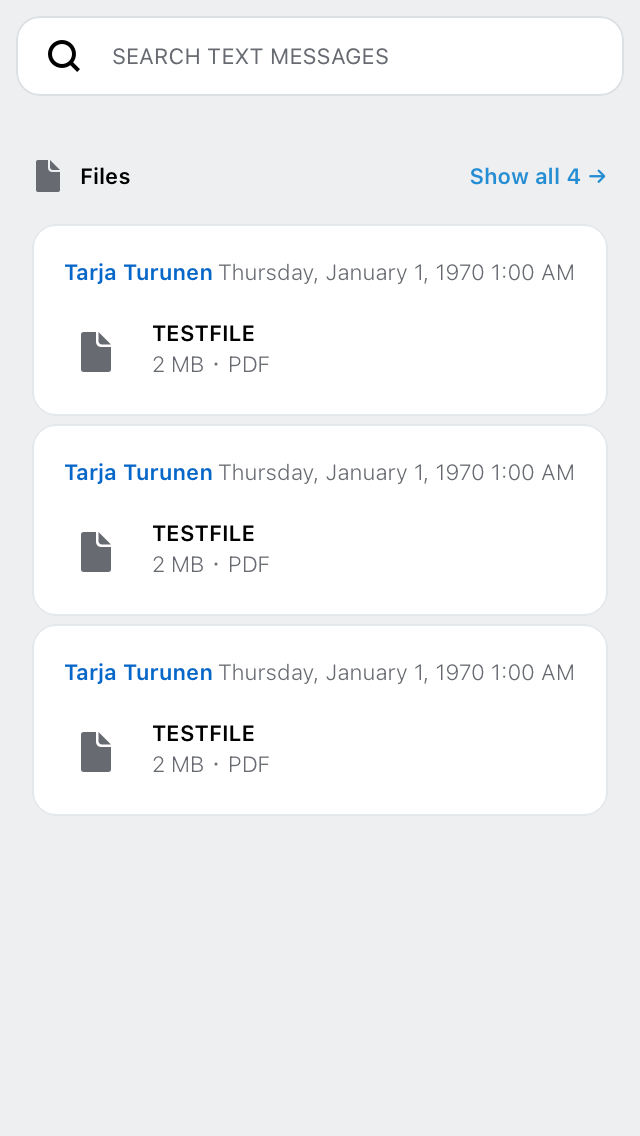 SEARCH TEXT MESSAGES
Files
Show all 4 →
Tarja Turunen Thursday, January 1, 1970 1:00 AM
TESTFILE
2 MB · PDF
Tarja Turunen Thursday, January 1, 1970 1:00 AM
TESTFILE
2 MB · PDF
Tarja Turunen Thursday, January 1, 1970 1:00 AM
TESTFILE
2 MB · PDF